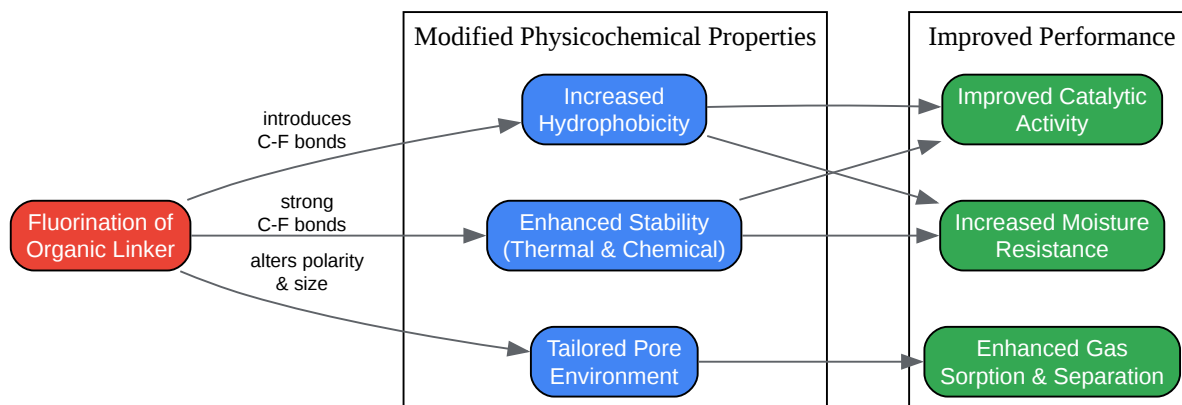 Modified Physicochemical Properties
Improved Performance
introduces
C-F bonds
Increased
Hydrophobicity
Improved Catalytic
Activity
Fluorination of
Organic Linker
strong
C-F bonds
Enhanced Stability
(Thermal & Chemical)
Increased Moisture
Resistance
alters polarity
& size
Tailored Pore
Environment
Enhanced Gas
Sorption & Separation